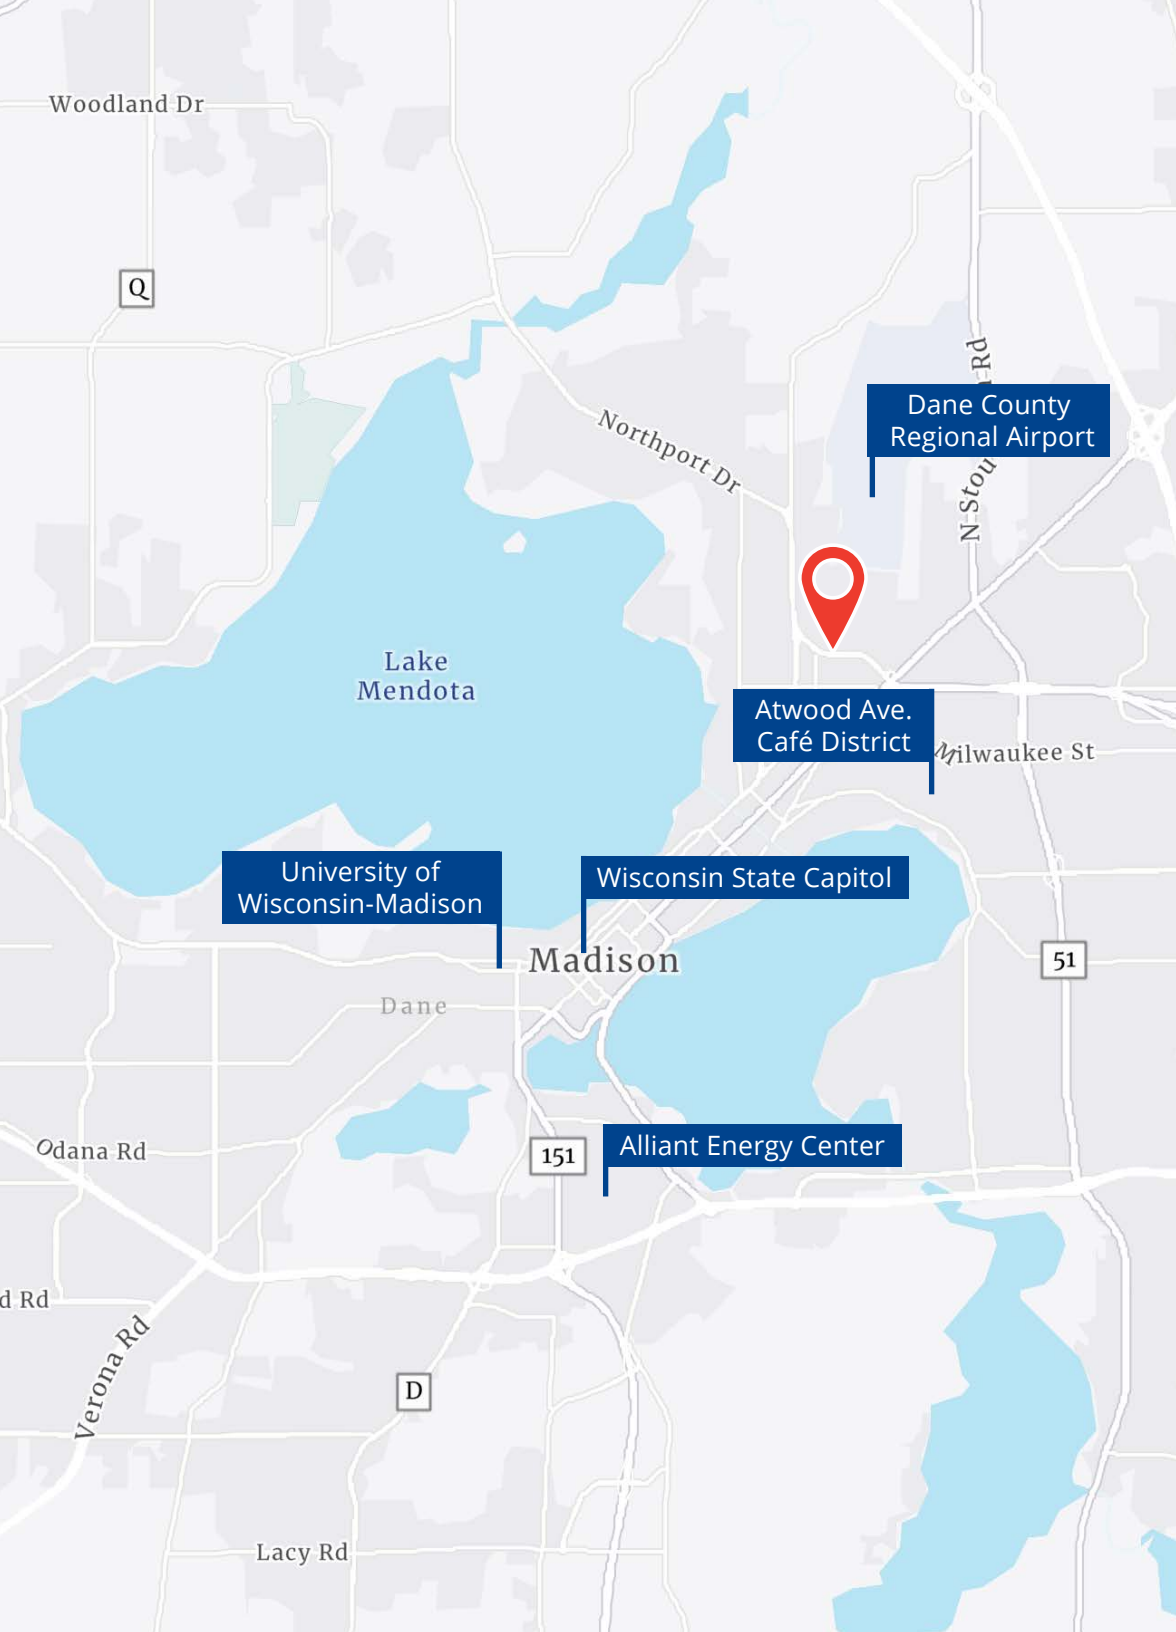 Woodland Dr
Q
Northport Dr
Dane County
Regional Airport
N Stou
Rd
Lake
Mendota
Atwood Ave.
Café District
Milwaukee St
University of
Wisconsin-Madison
Wisconsin State Capitol
Madison
51
Dane
Odana Rd
151
Alliant Energy Center
d Rd
Verona Rd
D
Lacy Rd